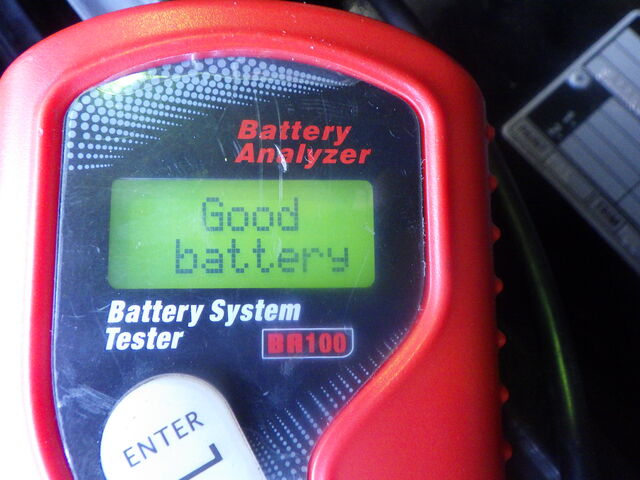 Battery
Analyzer
Good
battery
Battery System
Tester
BR100
ENTER